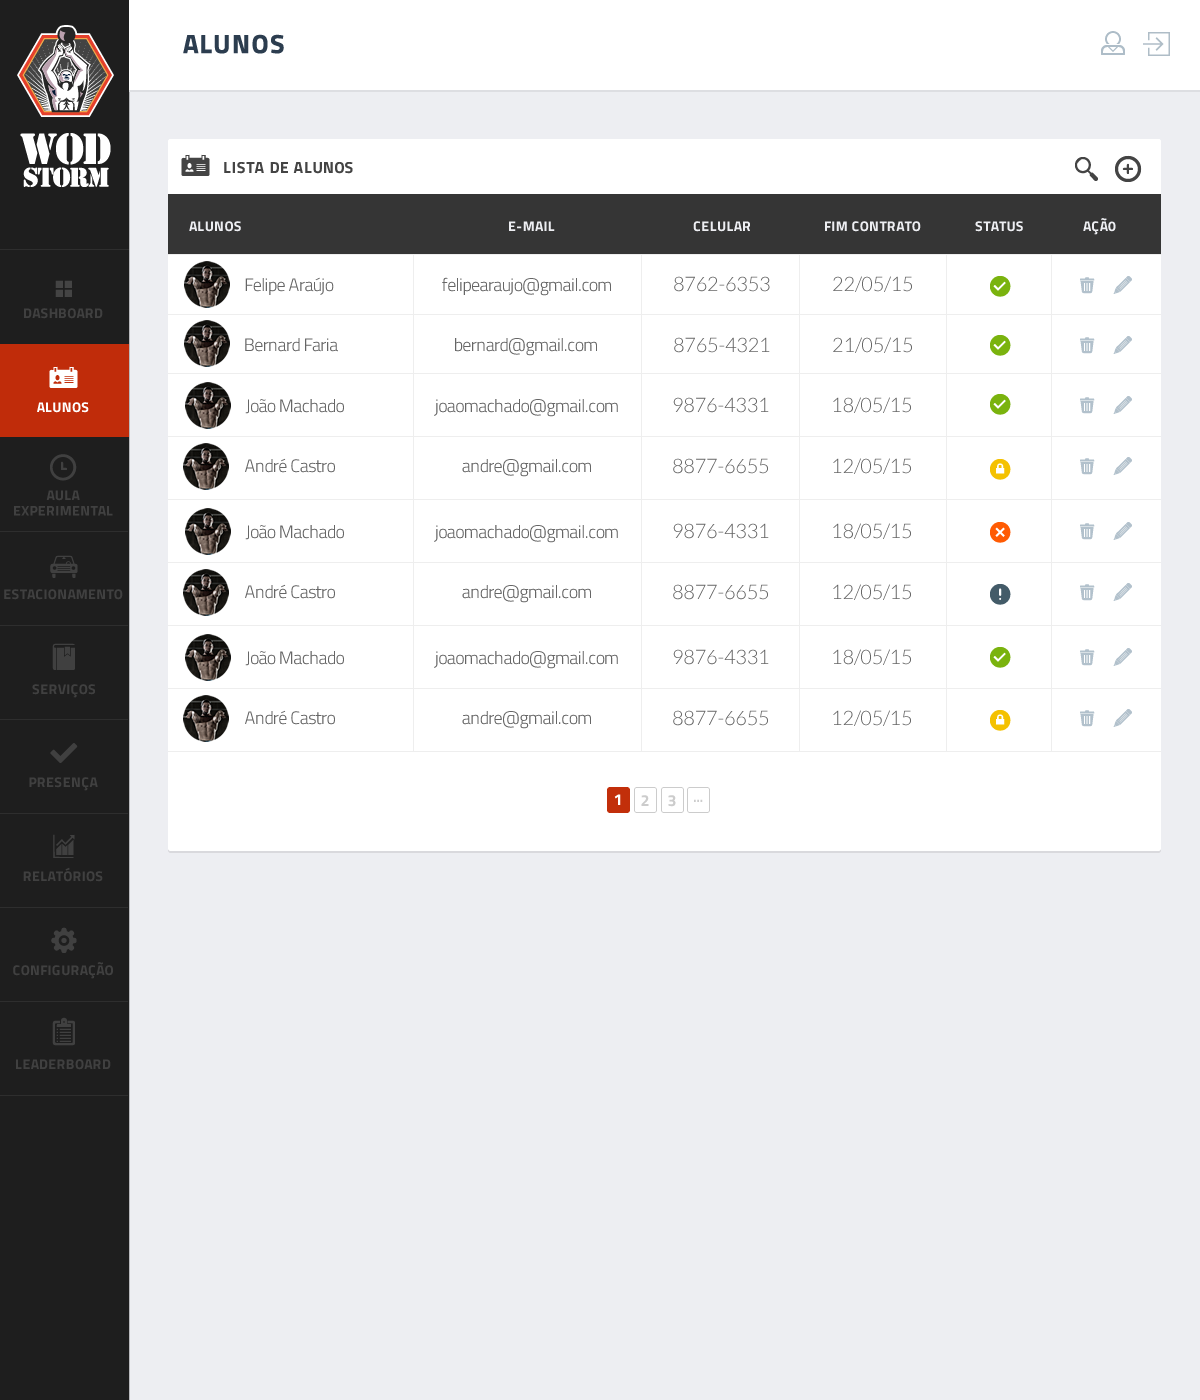 WOD
STORM
DASHBOARD
ALUNOS
AULA
EXPERIMENTAL
ESTACIONAMENTO
SERVIÇOS
PRESENÇA
RELATÓRIOS
CONFIGURAÇÃO
LEADERBOARD
ALUNOS
LISTA DE ALUNOS
ALUNOS E-MAIL CELULAR FIM CONTRATO STATUS AÇÃO
Felipe Araújo felipearaujo@gmail.com 8762-6353 22/05/15
Bernard Faria bernard@gmail.com 8765-4321 21/05/15
João Machado joaomachado@gmail.com 9876-4331 18/05/15
André Castro andre@gmail.com 8877-6655 12/05/15
João Machado joaomachado@gmail.com 9876-4331 18/05/15
André Castro andre@gmail.com 8877-6655 12/05/15
João Machado joaomachado@gmail.com 9876-4331 18/05/15
André Castro andre@gmail.com 8877-6655 12/05/15
1 2 3 ...